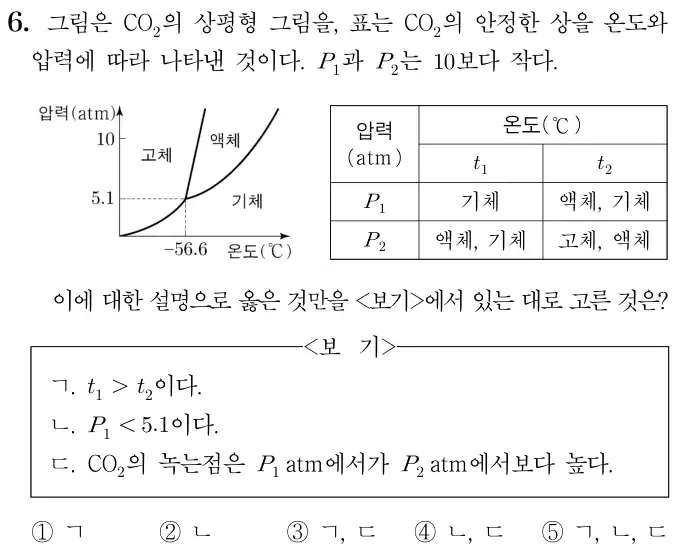 6. 그림은 CO₂의 상평형 그림을, 표는 CO₂의 안정한 상을 온도와
압력에 따라 나타낸 것이다. P₁과 P₂는 10보다 작다.
압력(atm)
10
고체
액체
5.1
기체
-56.6
온도(℃)
압력 (atm) 온도(℃)
t₁ t₂
P₁ 기체 액체, 기체
P₂ 액체, 기체 고체, 액체
이에 대한 설명으로 옳은 것만을 <보기>에서 있는 대로 고른 것은?
<보 기>
ㄱ. t₁ > t₂이다.
ㄴ. P₁ < 5.1이다.
ㄷ. CO₂의 녹는점은 P₁ atm에서가 P₂ atm에서보다 높다.
① ㄱ ② ㄴ ③ ㄱ, ㄷ ④ ㄴ, ㄷ ⑤ ㄱ, ㄴ, ㄷ